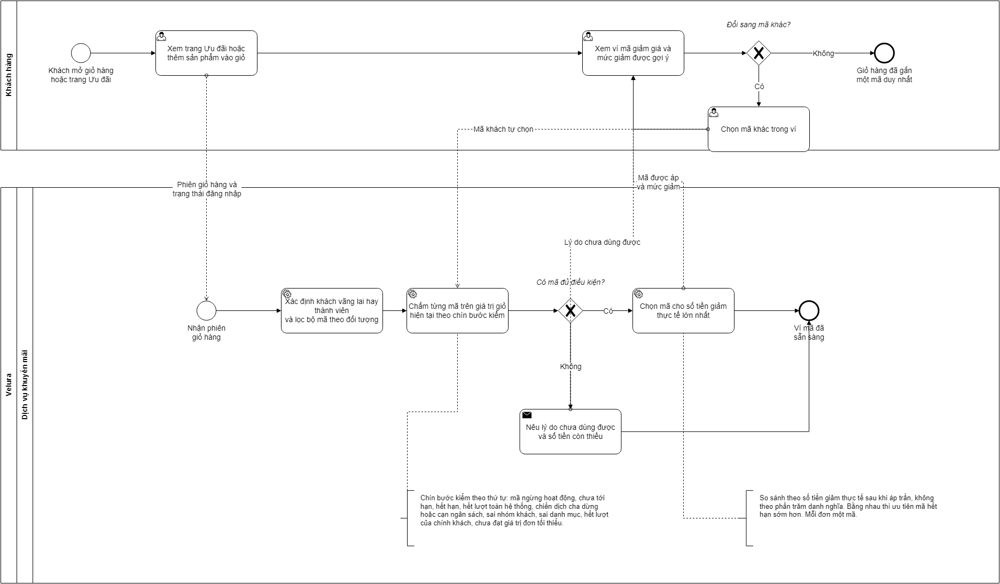 Khách hàng
Đổi sang mã khác?
Xem trang Ưu đãi hoặc
thêm sản phẩm vào giỏ
Xem ví mã giảm giá và
mức giảm được gợi ý
Không
Khách mở giỏ hàng
hoặc trang Ưu đãi
Giỏ hàng đã gắn
một mã duy nhất
Có
Mã khách tự chọn
Chọn mã khác trong ví
Phiên giỏ hàng và
trạng thái đăng nhập
Mã được áp
và mức giảm
Velura
Dịch vụ khuyến mãi
Lý do chưa dùng được
Có mã đủ điều kiện?
Xác định khách vãng lai hay
thành viên
và lọc bộ mã theo đối tượng
Chấm từng mã trên giá trị giỏ
hiện tại theo chín bước kiểm
Có
Chọn mã cho số tiền giảm
thực tế lớn nhất
Nhận phiên
giỏ hàng
Ví mã đã
sẵn sàng
Không
Nêu lý do chưa dùng được
và số tiền còn thiếu
Chín bước kiểm theo thứ tự: mã ngừng hoạt động, chưa tới
hạn, hết hạn, hết lượt toàn hệ thống, chiến dịch cha dừng
hoặc cạn ngân sách, sai nhóm khách, sai danh mục, hết lượt
của chính khách, chưa đạt giá trị đơn tối thiểu.
So sánh theo số tiền giảm thực tế sau khi áp trần, không
theo phần trăm danh nghĩa. Bằng nhau thì ưu tiên mã hết
hạn sớm hơn. Mỗi đơn một mã.